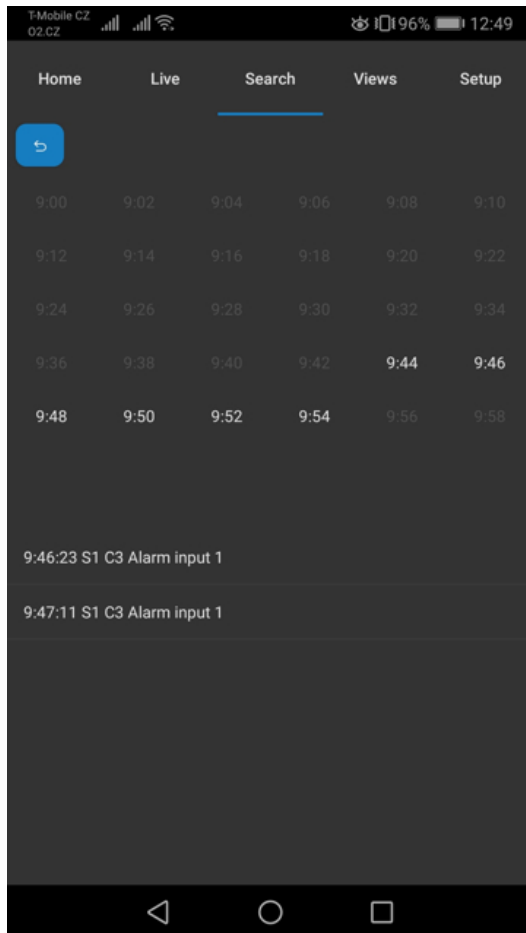 T-Mobile CZ
O2.CZ
96% 12:49
Home Live Search Views Setup
9:00 9:02 9:04 9:06 9:08 9:10
9:12 9:14 9:16 9:18 9:20 9:22
9:24 9:26 9:28 9:30 9:32 9:34
9:36 9:38 9:40 9:42 9:44 9:46
9:48 9:50 9:52 9:54 9:56 9:58
9:46:23 S1 C3 Alarm input 1
9:47:11 S1 C3 Alarm input 1